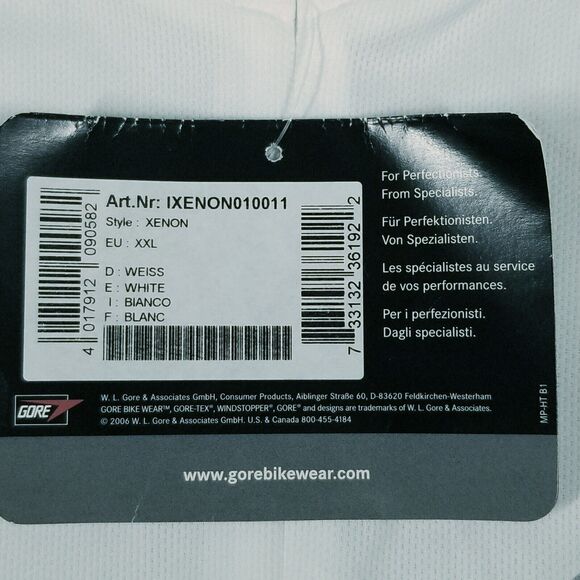 Art.Nr: IXENON010011
Style : XENON
EU : XXL
D : WEISS
E : WHITE
I : BIANCO
F : BLANC
4 017912 090582
7 33132 36192 2
For Perfectionists.
From Specialists.
Für Perfektionisten.
Von Spezialisten.
Les spécialistes au service
de vos performances.
Per i perfezionisti.
Dagli specialisti.
GORE
W. L. Gore & Associates GmbH, Consumer Products, Aiblinger Straße 60, D-83620 Feldkirchen-Westerham
GORE BIKE WEAR™, GORE-TEX®, WINDSTOPPER®, GORE® and designs are trademarks of W. L. Gore & Associates.
© 2006 W. L. Gore & Associates GmbH. U.S. & Canada 800-455-4184
MP-HT B1
www.gorebikewear.com